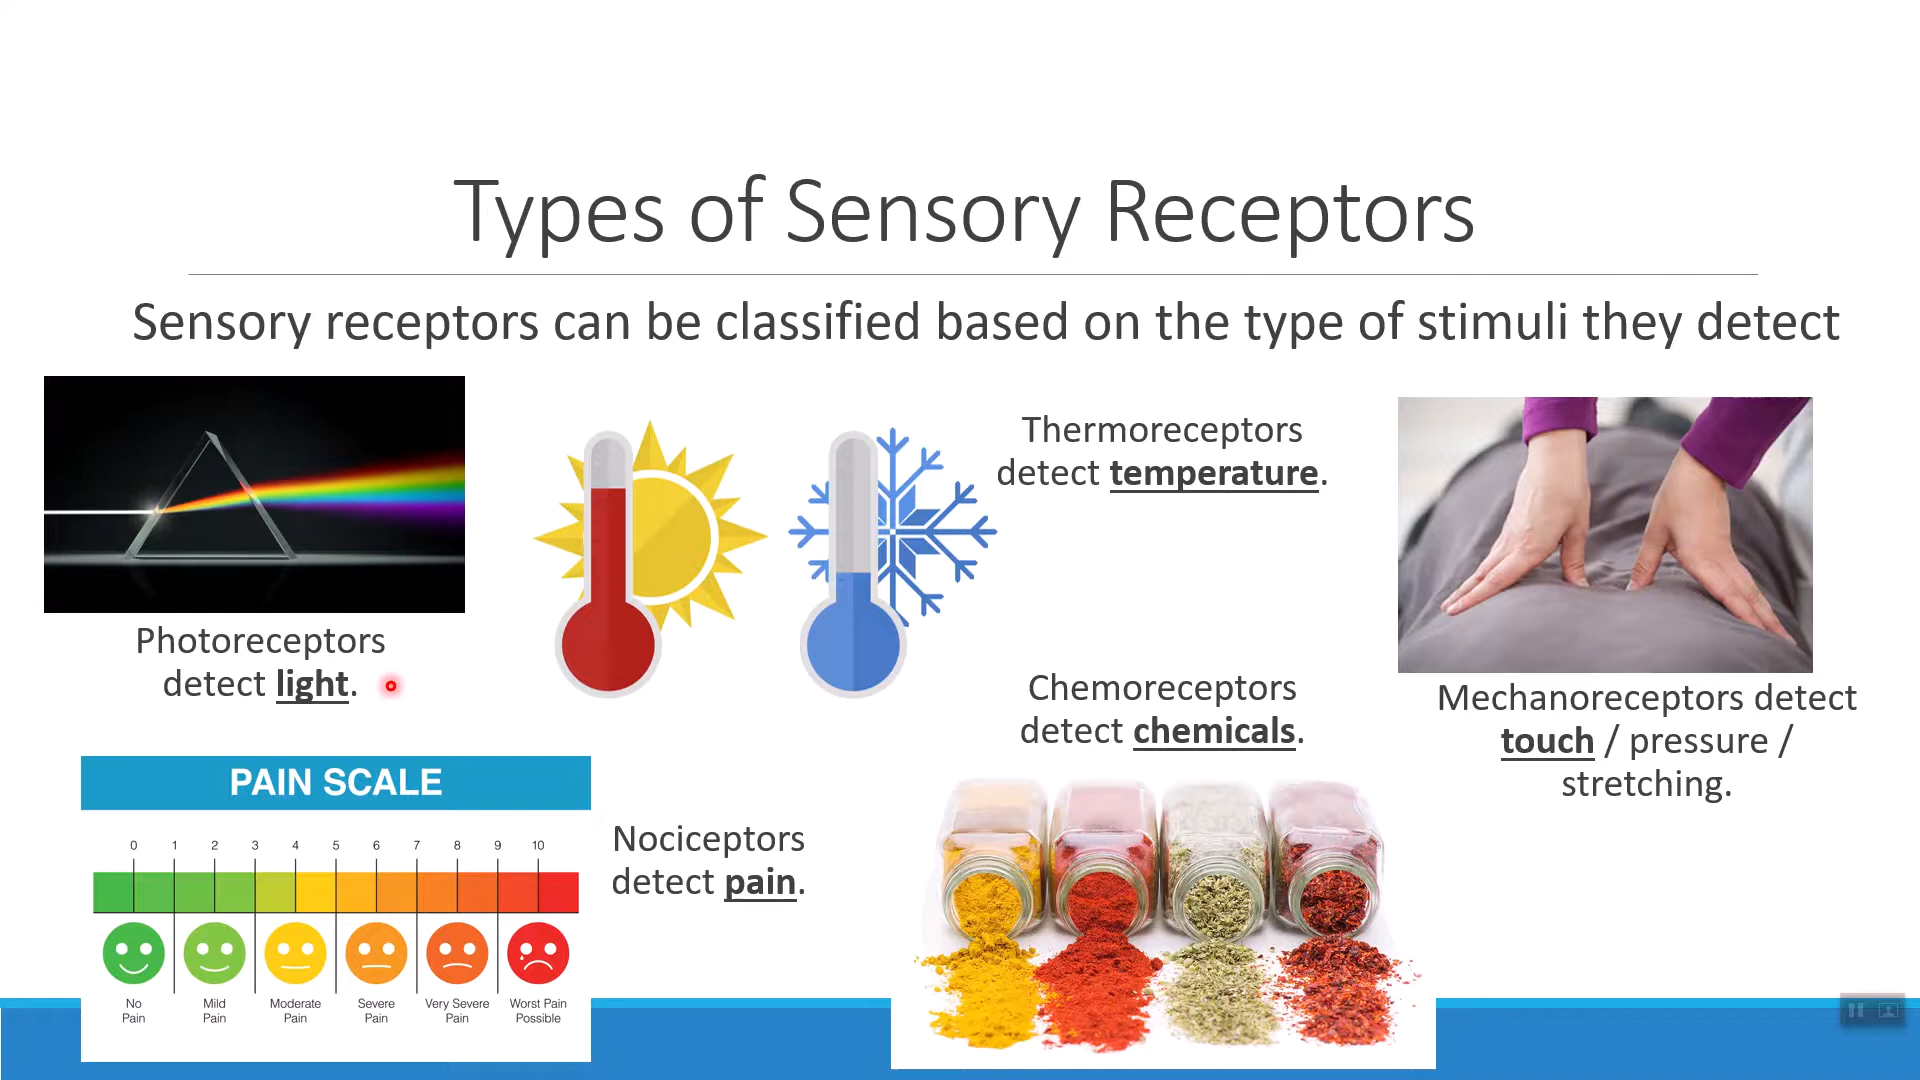 Types of Sensory Receptors
Sensory receptors can be classified based on the type of stimuli they detect
Photoreceptors
detect light.
Thermoreceptors
detect temperature.
Chemoreceptors
detect chemicals.
Mechanoreceptors detect
touch / pressure /
stretching.
PAIN SCALE
0 1 2 3 4 5 6 7 8 9 10
No Pain
Mild Pain
Moderate Pain
Severe Pain
Very Severe Pain
Worst Pain Possible
Nociceptors
detect pain.